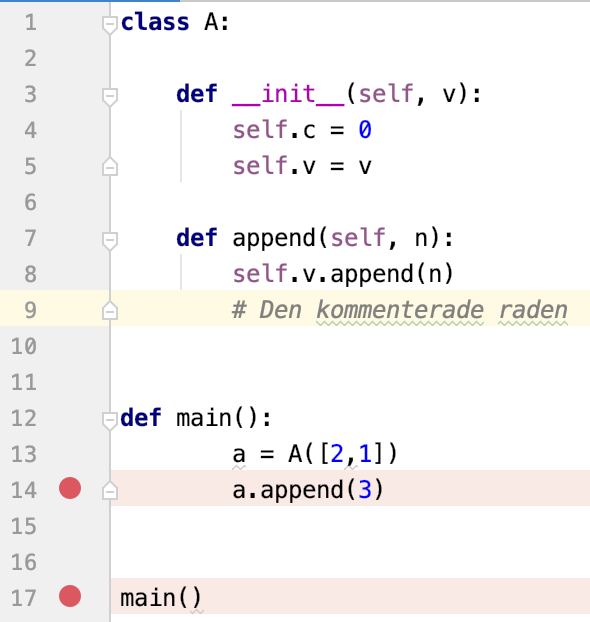 1 class A:
2
3     def __init__(self, v):
4         self.c = 0
5         self.v = v
6
7     def append(self, n):
8         self.v.append(n)
9         # Den kommenterade raden
10
11
12 def main():
13         a = A([2,1])
14         a.append(3)
15
16
17 main()